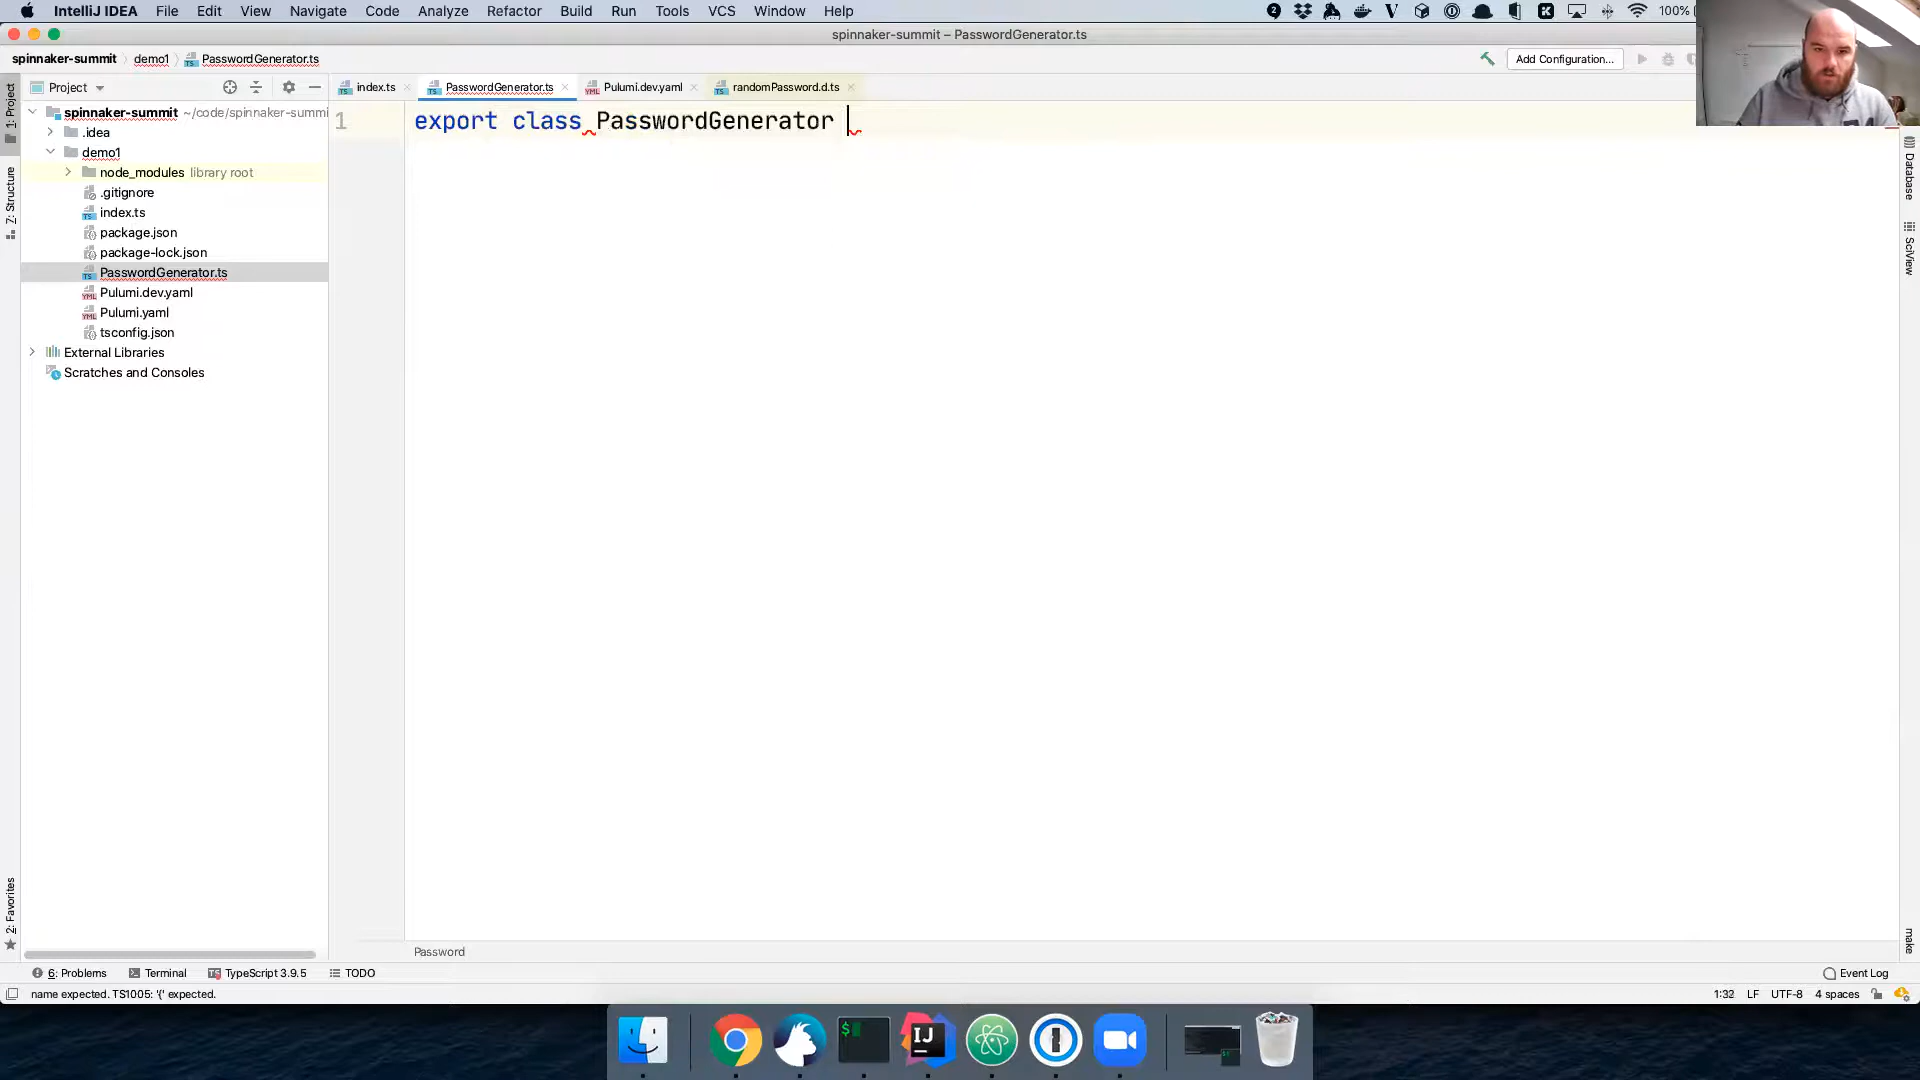 IntelliJ IDEA File Edit View Navigate Code Analyze Refactor Build Run Tools VCS Window Help 100%
spinnaker-summit – PasswordGenerator.ts
spinnaker-summit demo1 PasswordGenerator.ts Add Configuration...
Project index.ts PasswordGenerator.ts Pulumi.dev.yaml randomPassword.d.ts
1: Project
7: Structure
2: Favorites
spinnaker-summit ~/code/spinnaker-summi
.idea
demo1
node_modules library root
.gitignore
index.ts
package.json
package-lock.json
PasswordGenerator.ts
Pulumi.dev.yaml
Pulumi.yaml
tsconfig.json
External Libraries
Scratches and Consoles
1 export class PasswordGenerator
Database
SciView
make
Password
6: Problems Terminal TypeScript 3.9.5 TODO Event Log
name expected. TS1005: '{' expected. 1:32 LF UTF-8 4 spaces